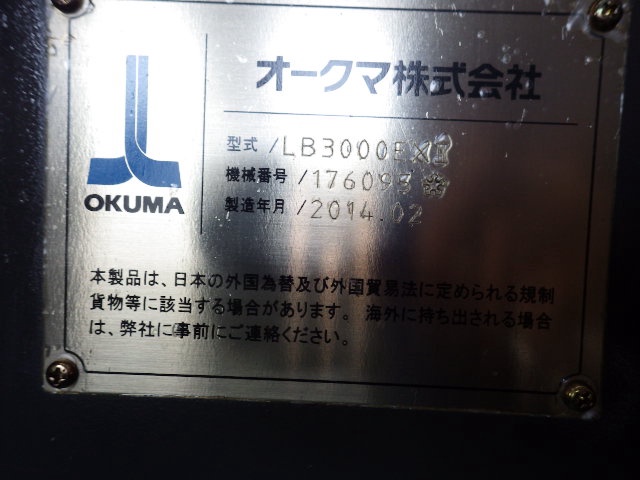 オークマ株式会社
OKUMA
型式 /LB3000EXI
機械番号 /176093
製造年月 /2014.02
本製品は、日本の外国為替及び外国貿易法に定められる規制
貨物等に該当する場合があります。海外に持ち出される場合
は、弊社に事前にご連絡ください。